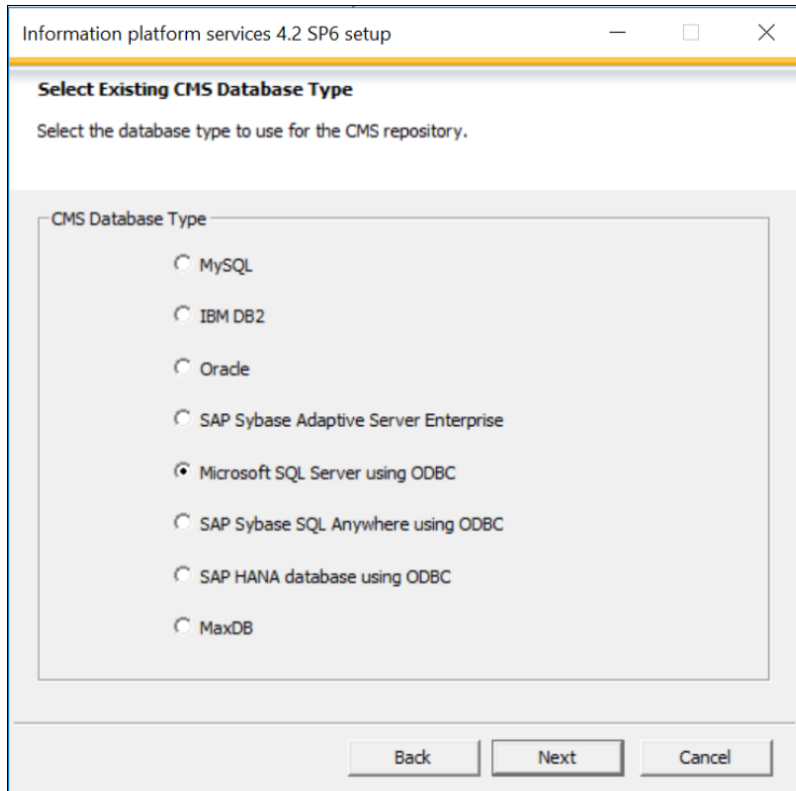 Information platform services 4.2 SP6 setup
Select Existing CMS Database Type
Select the database type to use for the CMS repository.
CMS Database Type
MySQL
IBM DB2
Oracle
SAP Sybase Adaptive Server Enterprise
Microsoft SQL Server using ODBC
SAP Sybase SQL Anywhere using ODBC
SAP HANA database using ODBC
MaxDB
Back Next Cancel